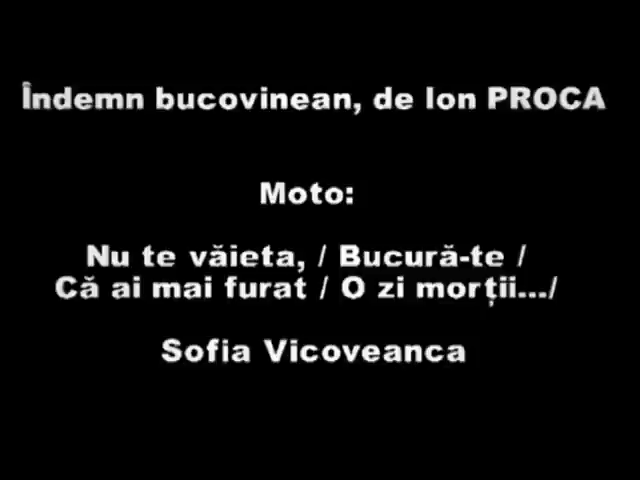 Îndemn bucovinean, de Ion PROCA
Moto:
Nu te văieta, / Bucură-te /
Că ai mai furat / O zi morții.../
Sofia Vicoveanca